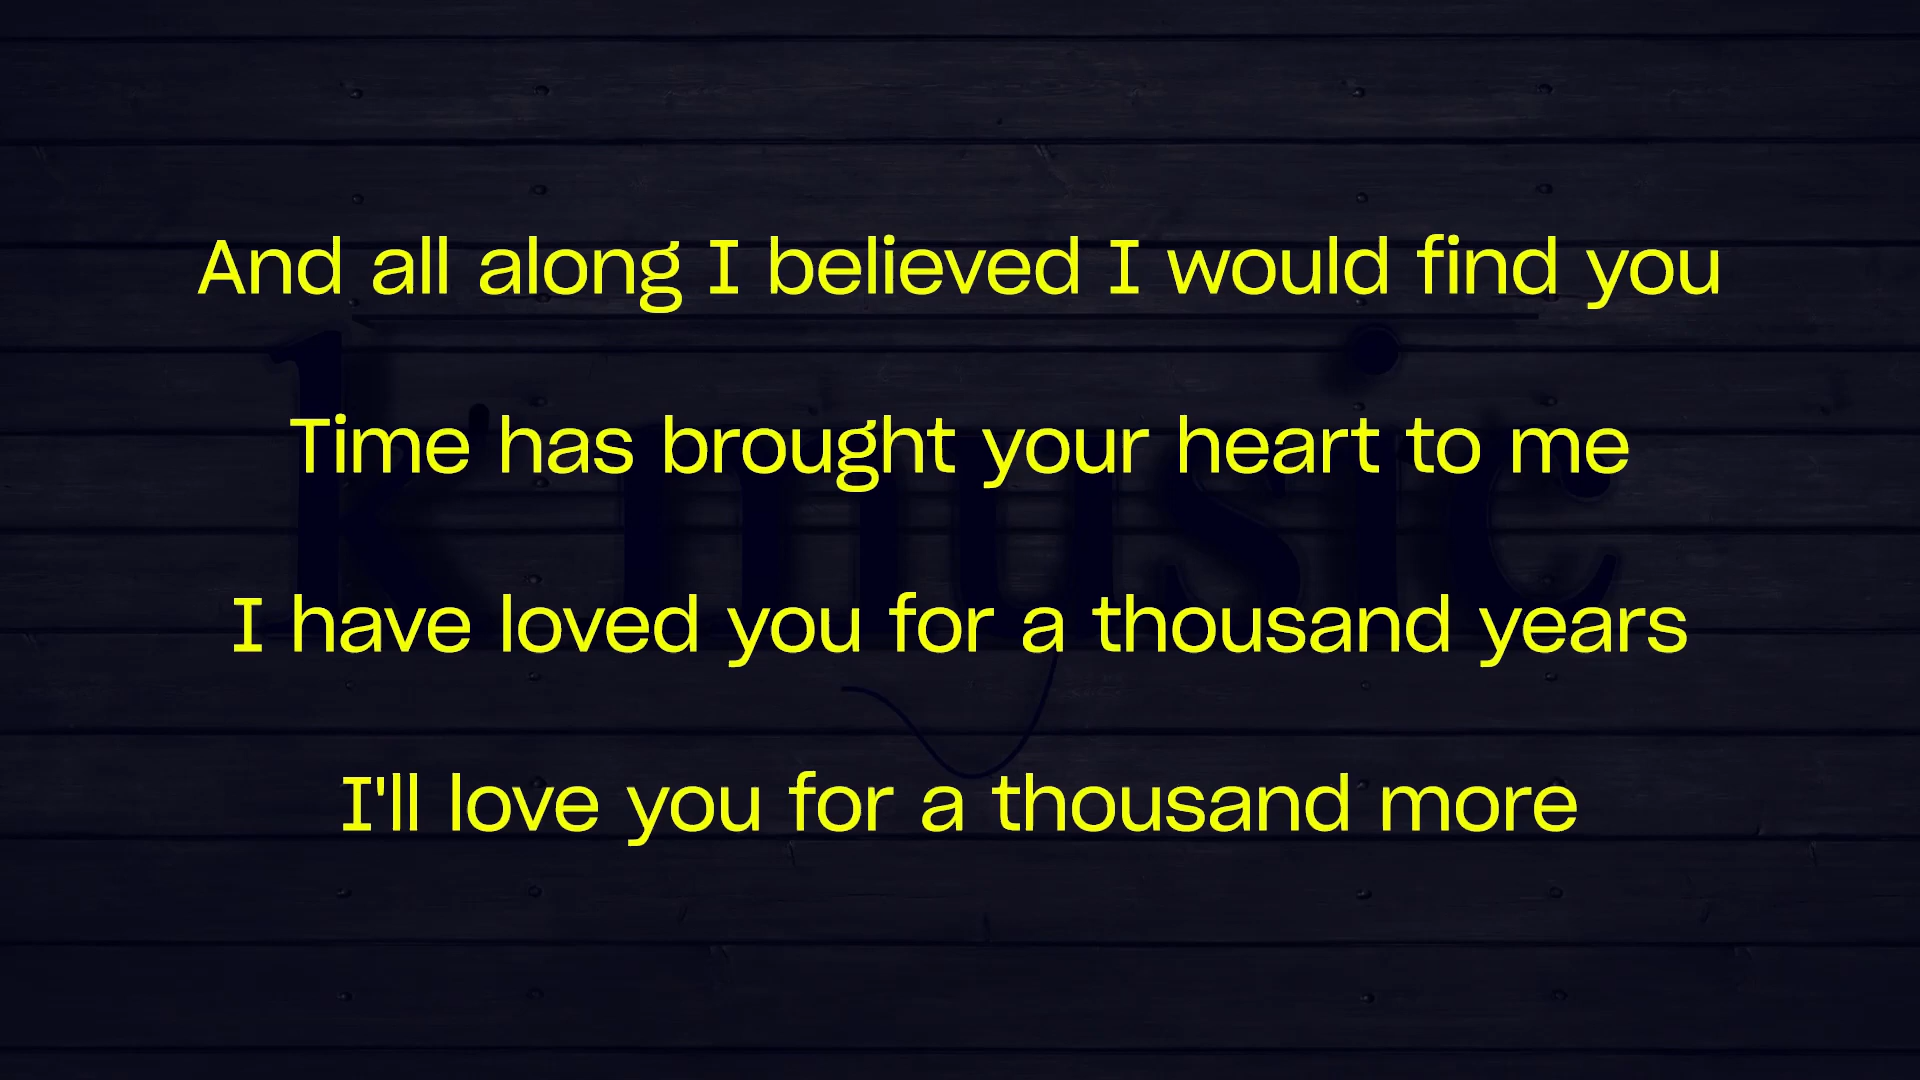 And all along I believed I would find you
Time has brought your heart to me
I have loved you for a thousand years
I'll love you for a thousand more
k'music